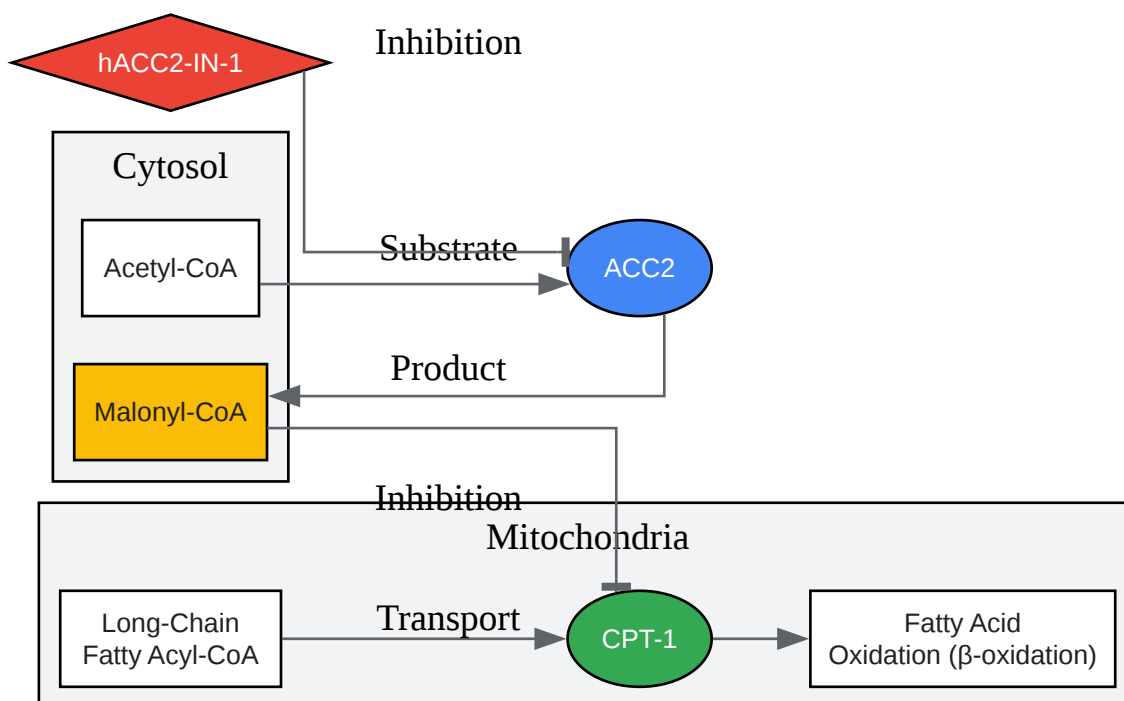 hACC2-IN-1
Inhibition
Cytosol
Acetyl-CoA
Substrate
ACC2
Product
Malonyl-CoA
Inhibition
Mitochondria
Long-Chain
Fatty Acyl-CoA
Transport
CPT-1
Fatty Acid
Oxidation (β-oxidation)